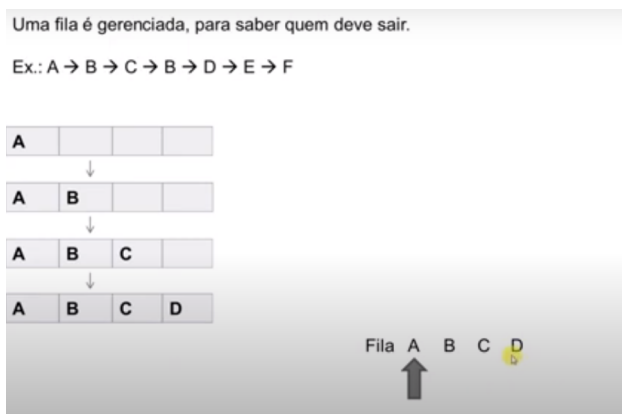 Uma fila é gerenciada, para saber quem deve sair.
Ex.: A → B → C → B → D → E → F
A
A B
A B C
A B C D
Fila A B C D